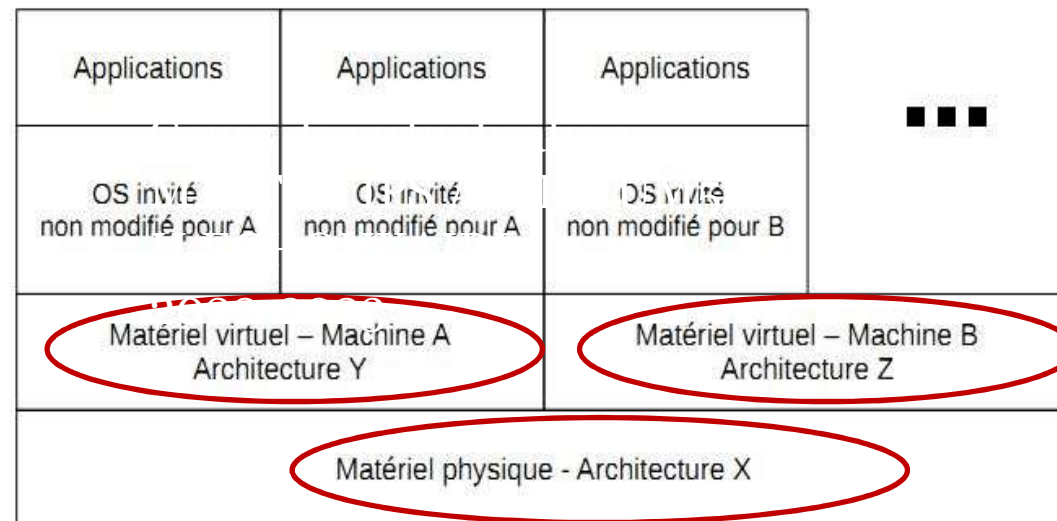 Applications
Applications
Applications
...
OS invité
non modifié pour A
OS invité
non modifié pour A
OS invité
non modifié pour B
Matériel virtuel – Machine A
Architecture Y
Matériel virtuel – Machine B
Architecture Z
Matériel physique - Architecture X